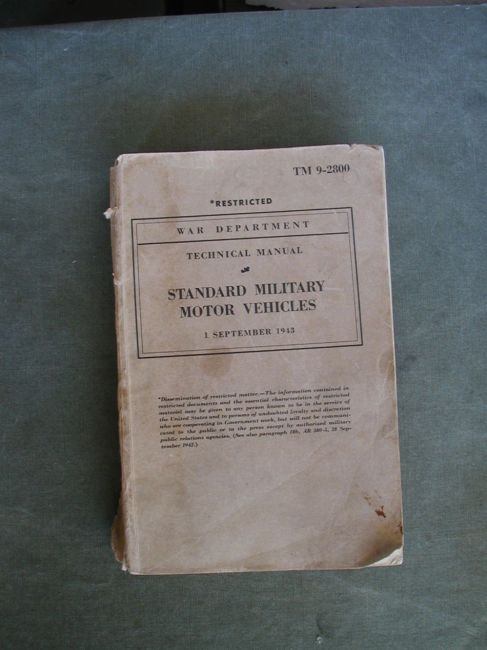 TM 9-2800
*RESTRICTED
WAR DEPARTMENT
TECHNICAL MANUAL
STANDARD MILITARY
MOTOR VEHICLES
1 SEPTEMBER 1943
*Dissemination of restricted matter.—The information contained in
restricted documents and the essential characteristics of restricted
material may be given to any person known to be in the service of
the United States and to persons of undoubted loyalty and discretion
who are cooperating in Government work, but will not be communi-
cated to the public or to the press except by authorized military
public relations agencies. (See also paragraph 18b, AR 380-5, 28 Sep-
tember 1942.)